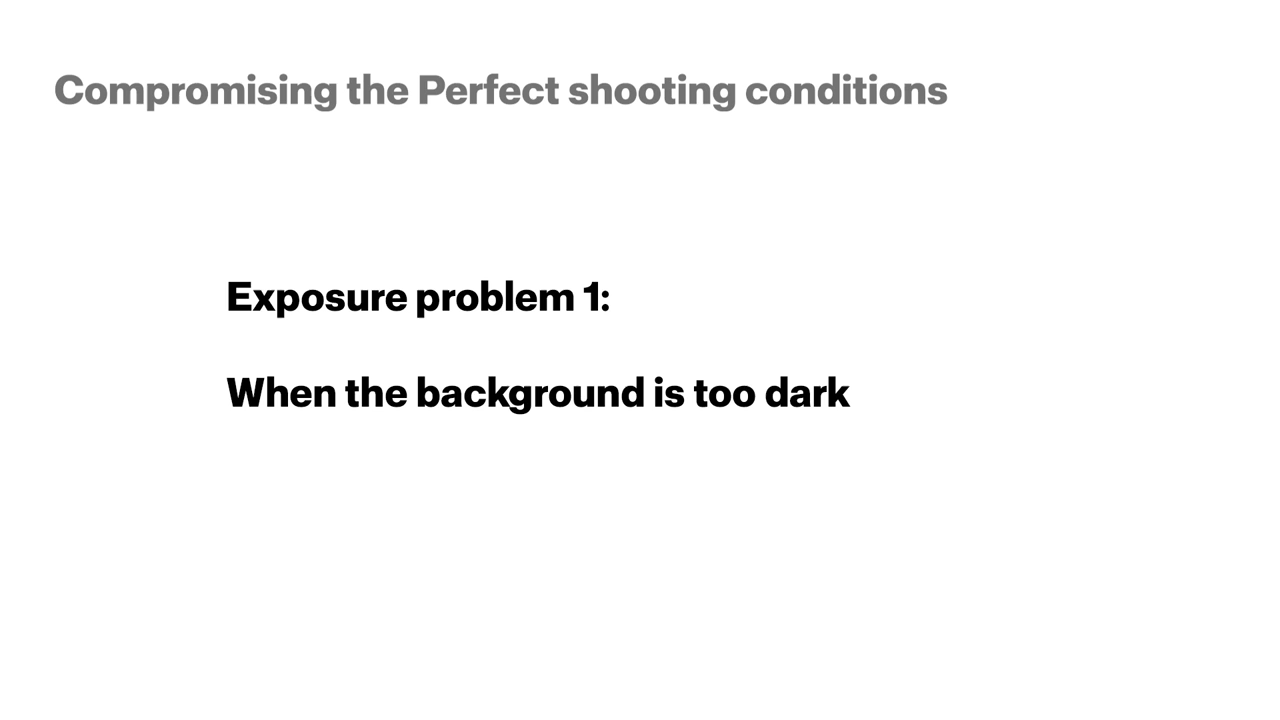 Compromising the Perfect shooting conditions
Exposure problem 1:
When the background is too dark